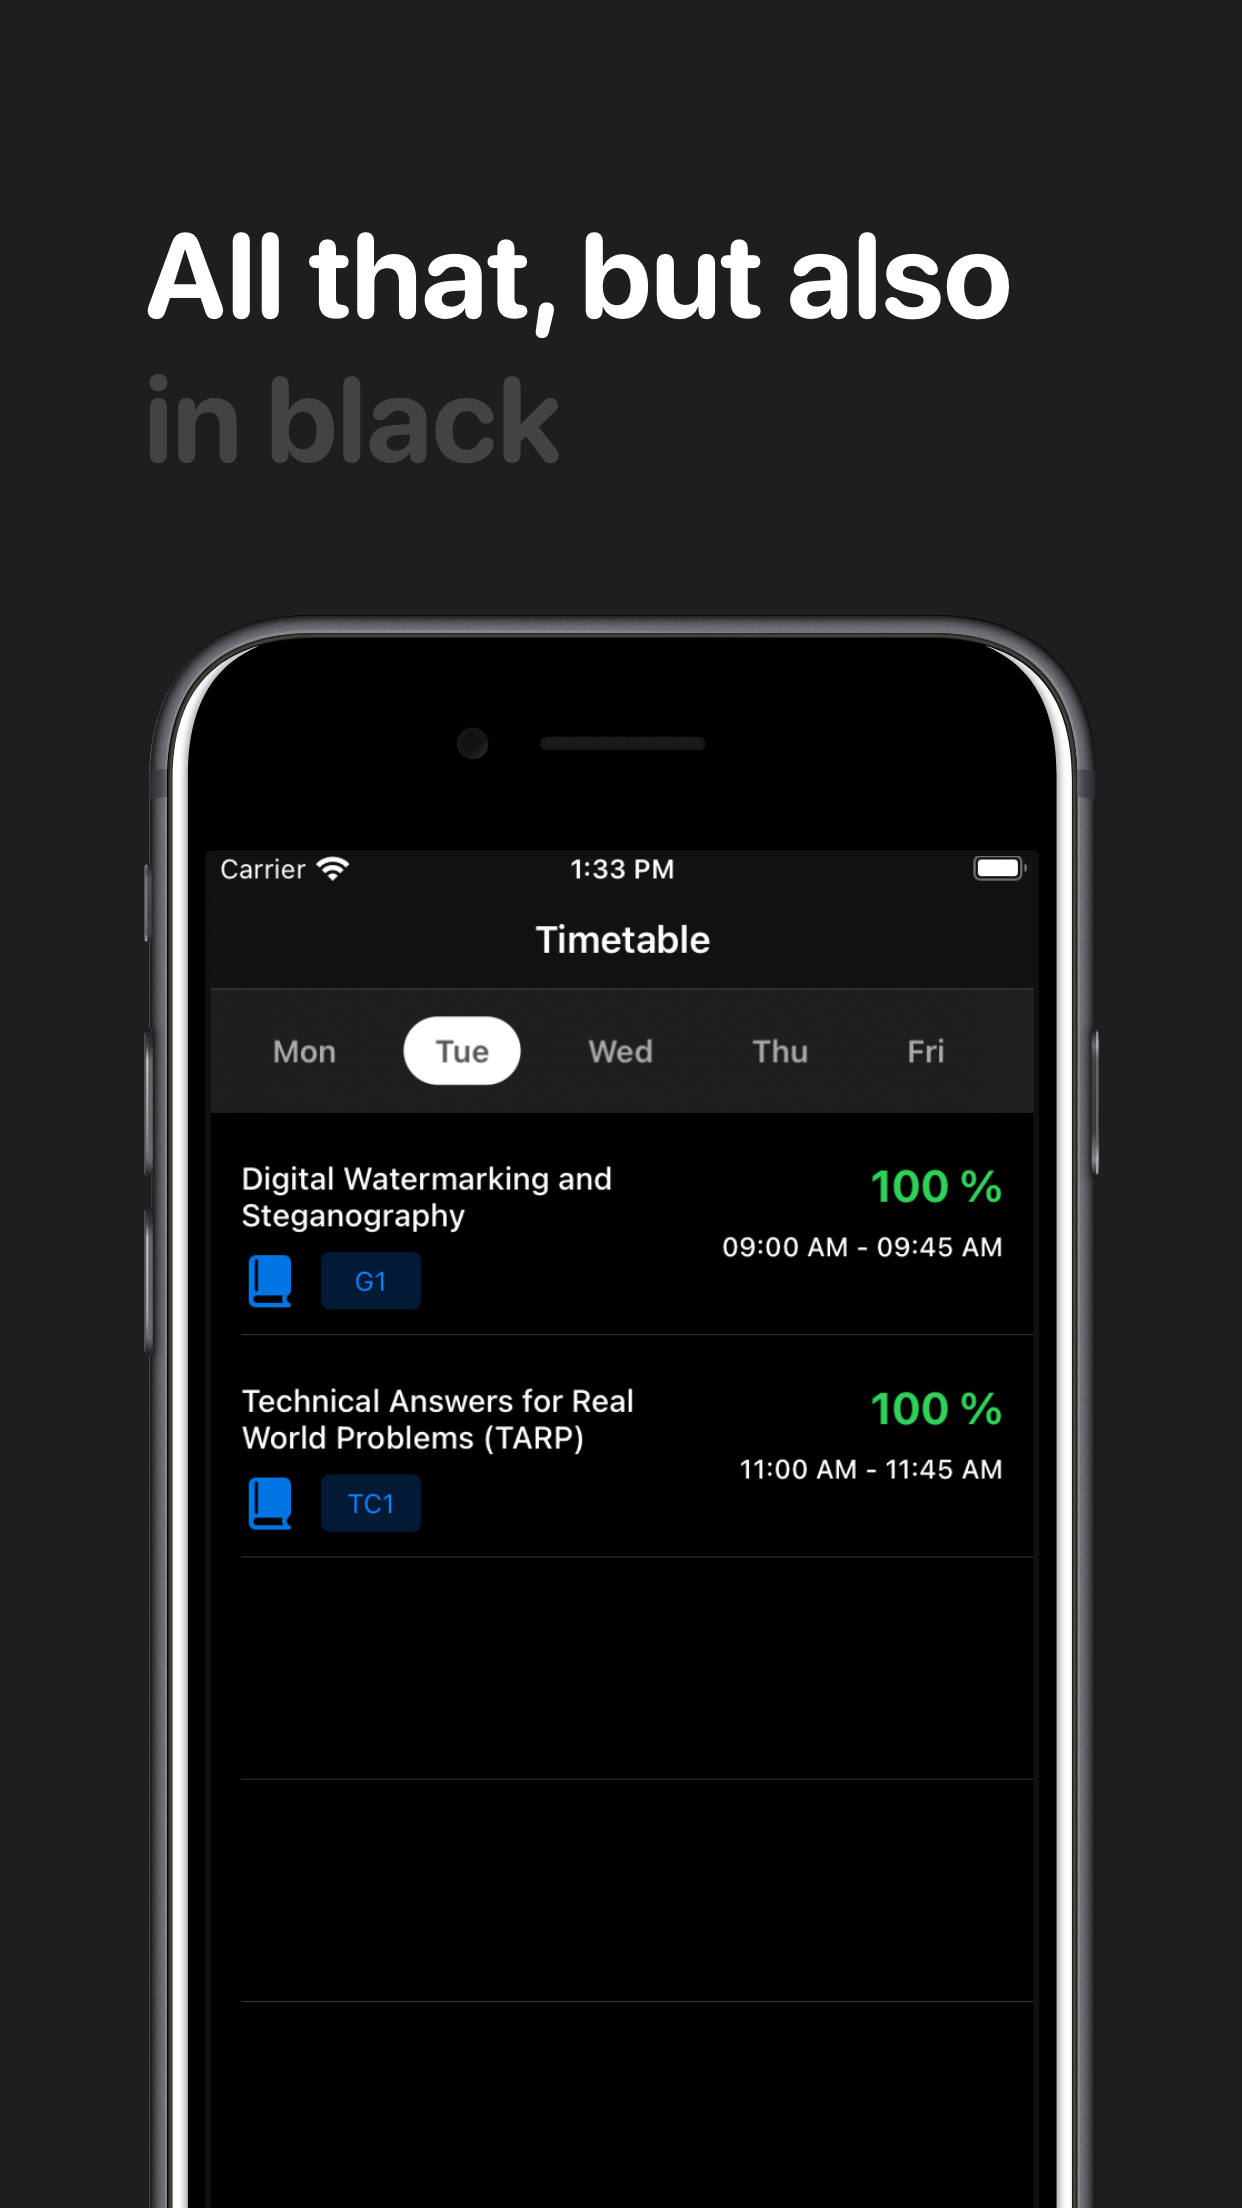 All that, but also
in black
Carrier 1:33 PM
Timetable
Mon Tue Wed Thu Fri
Digital Watermarking and
Steganography
100 %
09:00 AM - 09:45 AM
G1
Technical Answers for Real
World Problems (TARP)
100 %
11:00 AM - 11:45 AM
TC1